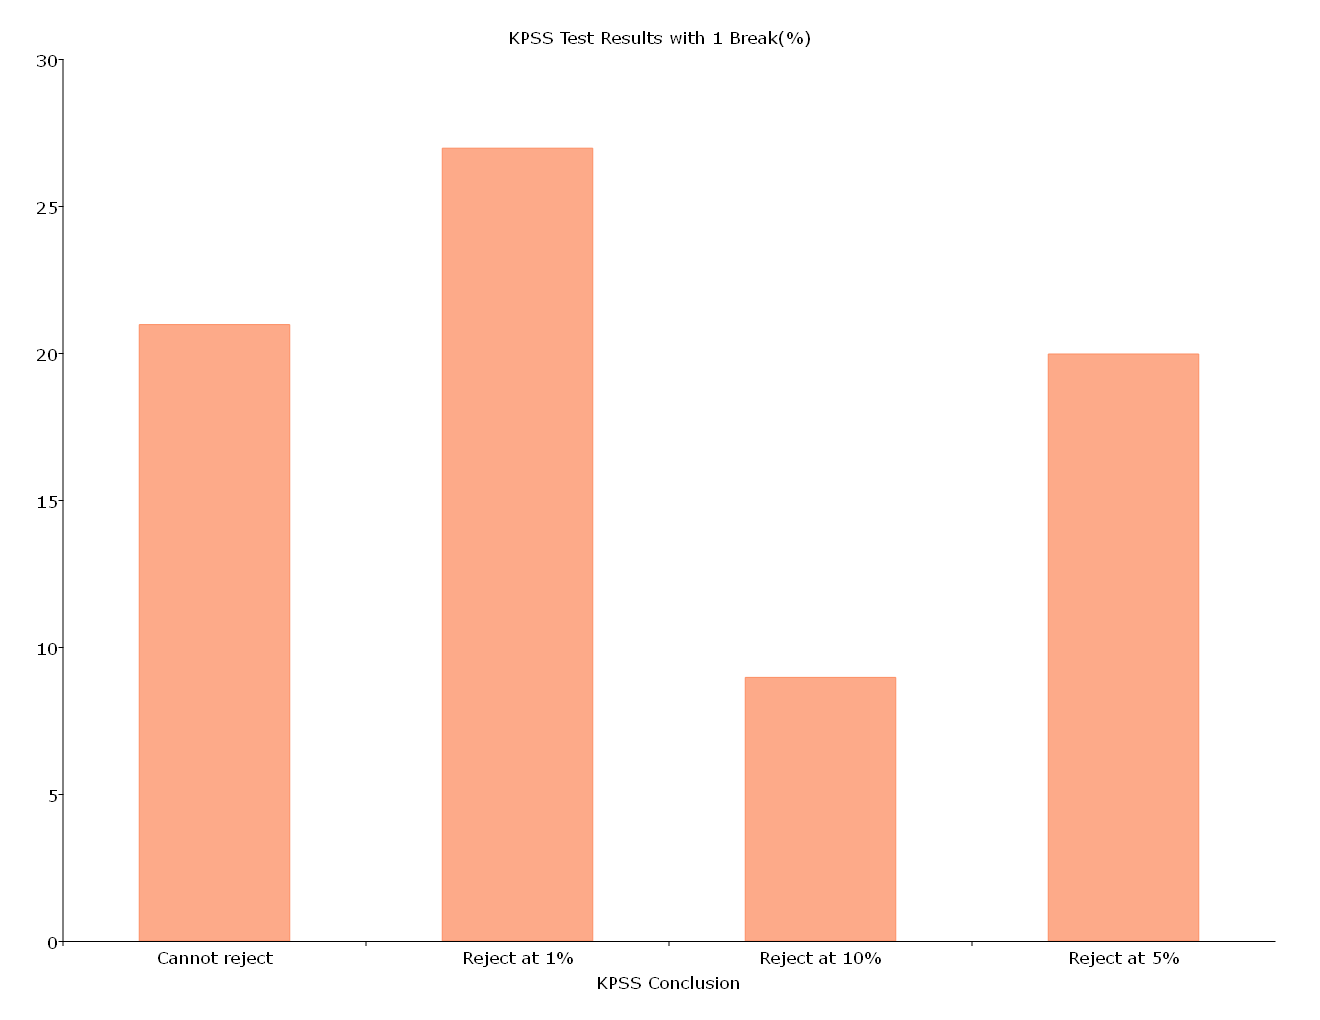 KPSS Test Results with 1 Break(%)
30
25
20
15
10
5
0
Cannot reject
Reject at 1%
Reject at 10%
Reject at 5%
KPSS Conclusion